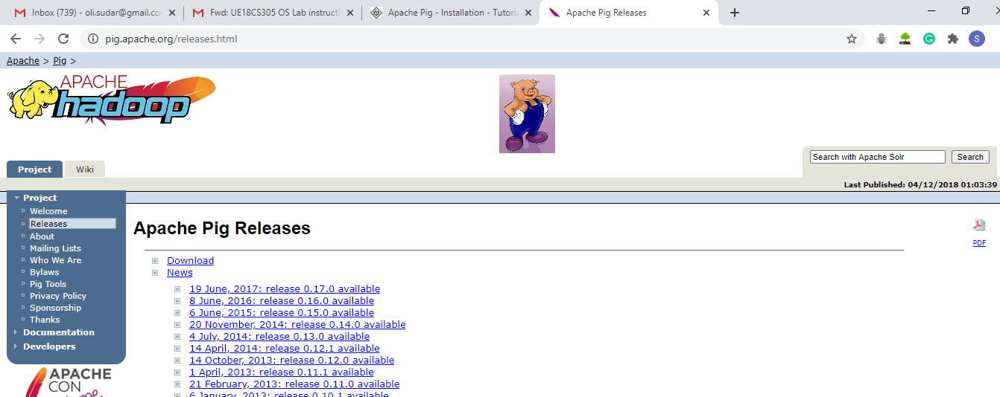 Inbox (739) - oli.sudar@gmail.co
Fwd: UE18CS305 OS Lab instructi
Apache Pig - Installation - Tutoria
Apache Pig Releases
pig.apache.org/releases.html
S
Apache > Pig >
APACHE
hadoop
Project
Wiki
Search with Apache Solr
Search
Last Published: 04/12/2018 01:03:39
Project
Welcome
Releases
About
Mailing Lists
Who We Are
Bylaws
Pig Tools
Privacy Policy
Sponsorship
Thanks
Documentation
Developers
APACHE
CON
Apache Pig Releases
PDF
Download
News
19 June, 2017: release 0.17.0 available
8 June, 2016: release 0.16.0 available
6 June, 2015: release 0.15.0 available
20 November, 2014: release 0.14.0 available
4 July, 2014: release 0.13.0 available
14 April, 2014: release 0.12.1 available
14 October, 2013: release 0.12.0 available
1 April, 2013: release 0.11.1 available
21 February, 2013: release 0.11.0 available
6 January, 2013: release 0.10.1 available